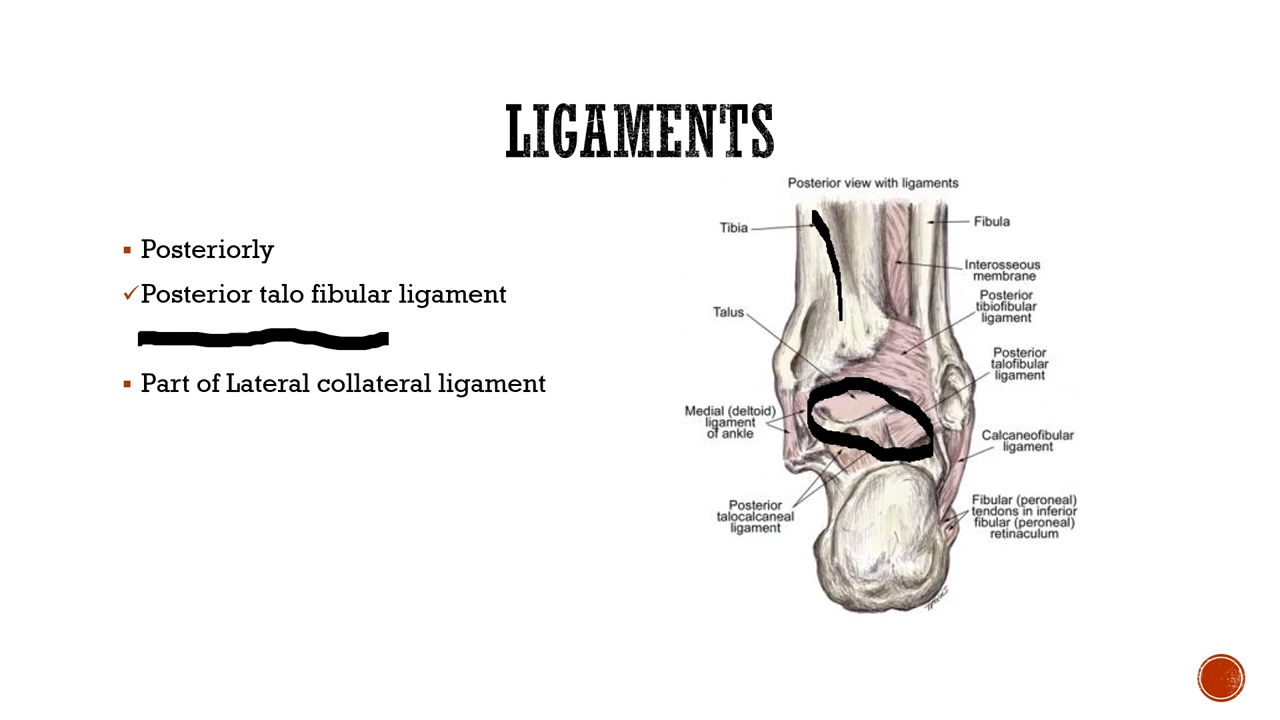 LIGAMENTS
Posteriorly
Posterior talo fibular ligament
Part of Lateral collateral ligament
Posterior view with ligaments
Tibia
Talus
Medial (deltoid)
ligament
of ankle
Posterior
talocalcaneal
ligament
Fibula
Interosseous
membrane
Posterior
tibiofibular
ligament
Posterior
talofibular
ligament
Calcaneofibular
ligament
Fibular (peroneal)
tendons in inferior
fibular (peroneal)
retinaculum